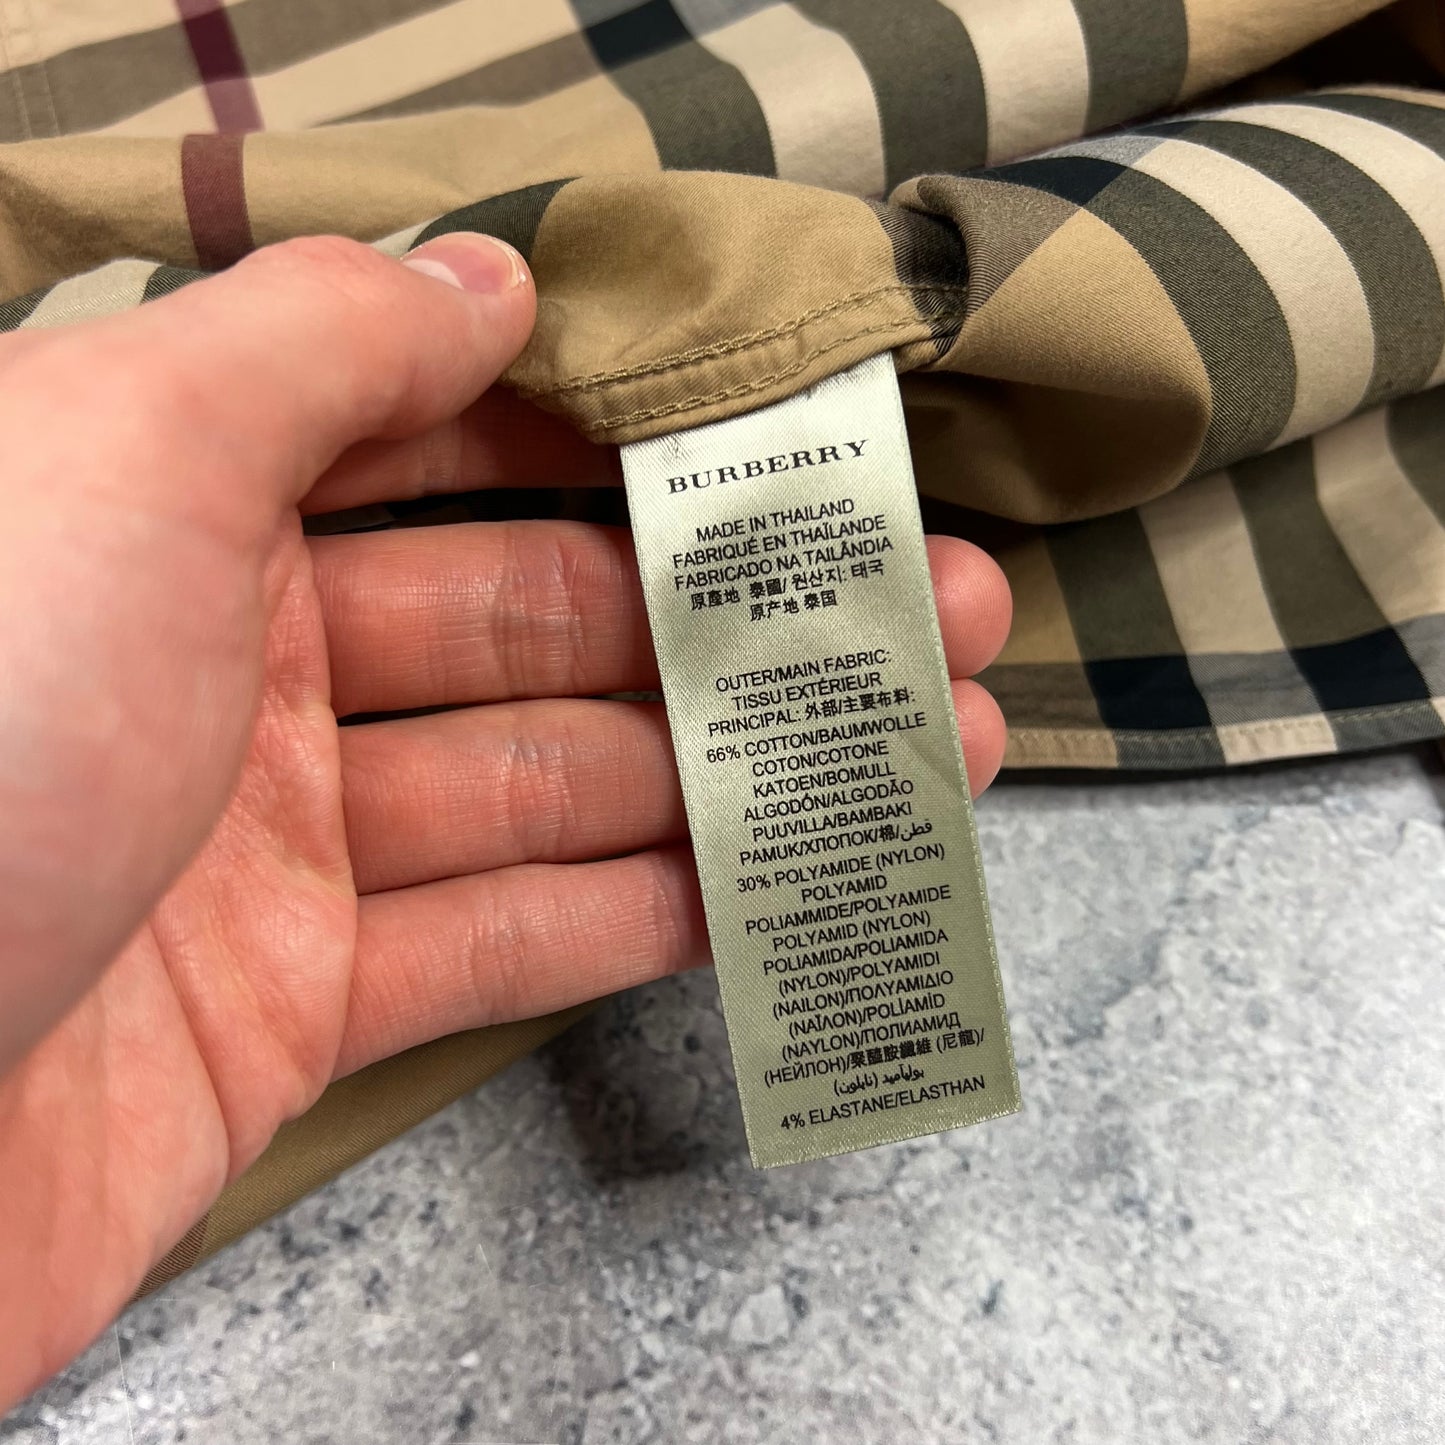 BURBERRY
MADE IN THAILAND
FABRIQUÉ EN THAÏLANDE
FABRICADO NA TAILÂNDIA
原產地 泰國/ 원산지: 태국
原产地 泰国
OUTER/MAIN FABRIC:
TISSU EXTÉRIEUR
PRINCIPAL: 外部/主要布料:
66% COTTON/BAUMWOLLE
COTON/COTONE
KATOEN/BOMULL
ALGODÓN/ALGODÃO
PUUVILLA/ΒΑΜΒΑΚΙ
PAMUK/ХЛОПОК/棉/قطن
30% POLYAMIDE (NYLON)
POLYAMID
POLIAMMIDE/POLYAMIDE
POLYAMID (NYLON)
POLIAMIDA/POLIAMIDA
(NYLON)/POLYAMIDI
(NAILON)/ΠΟΛΥΑΜΙΔΙΟ
(ΝΑΪΛΟΝ)/POLİAMİD
(NAYLON)/ПОЛИАМИД
(НЕЙЛОН)/聚醯胺纖維 (尼龍)/
بولياميد (نايلون)
4% ELASTANE/ELASTHAN